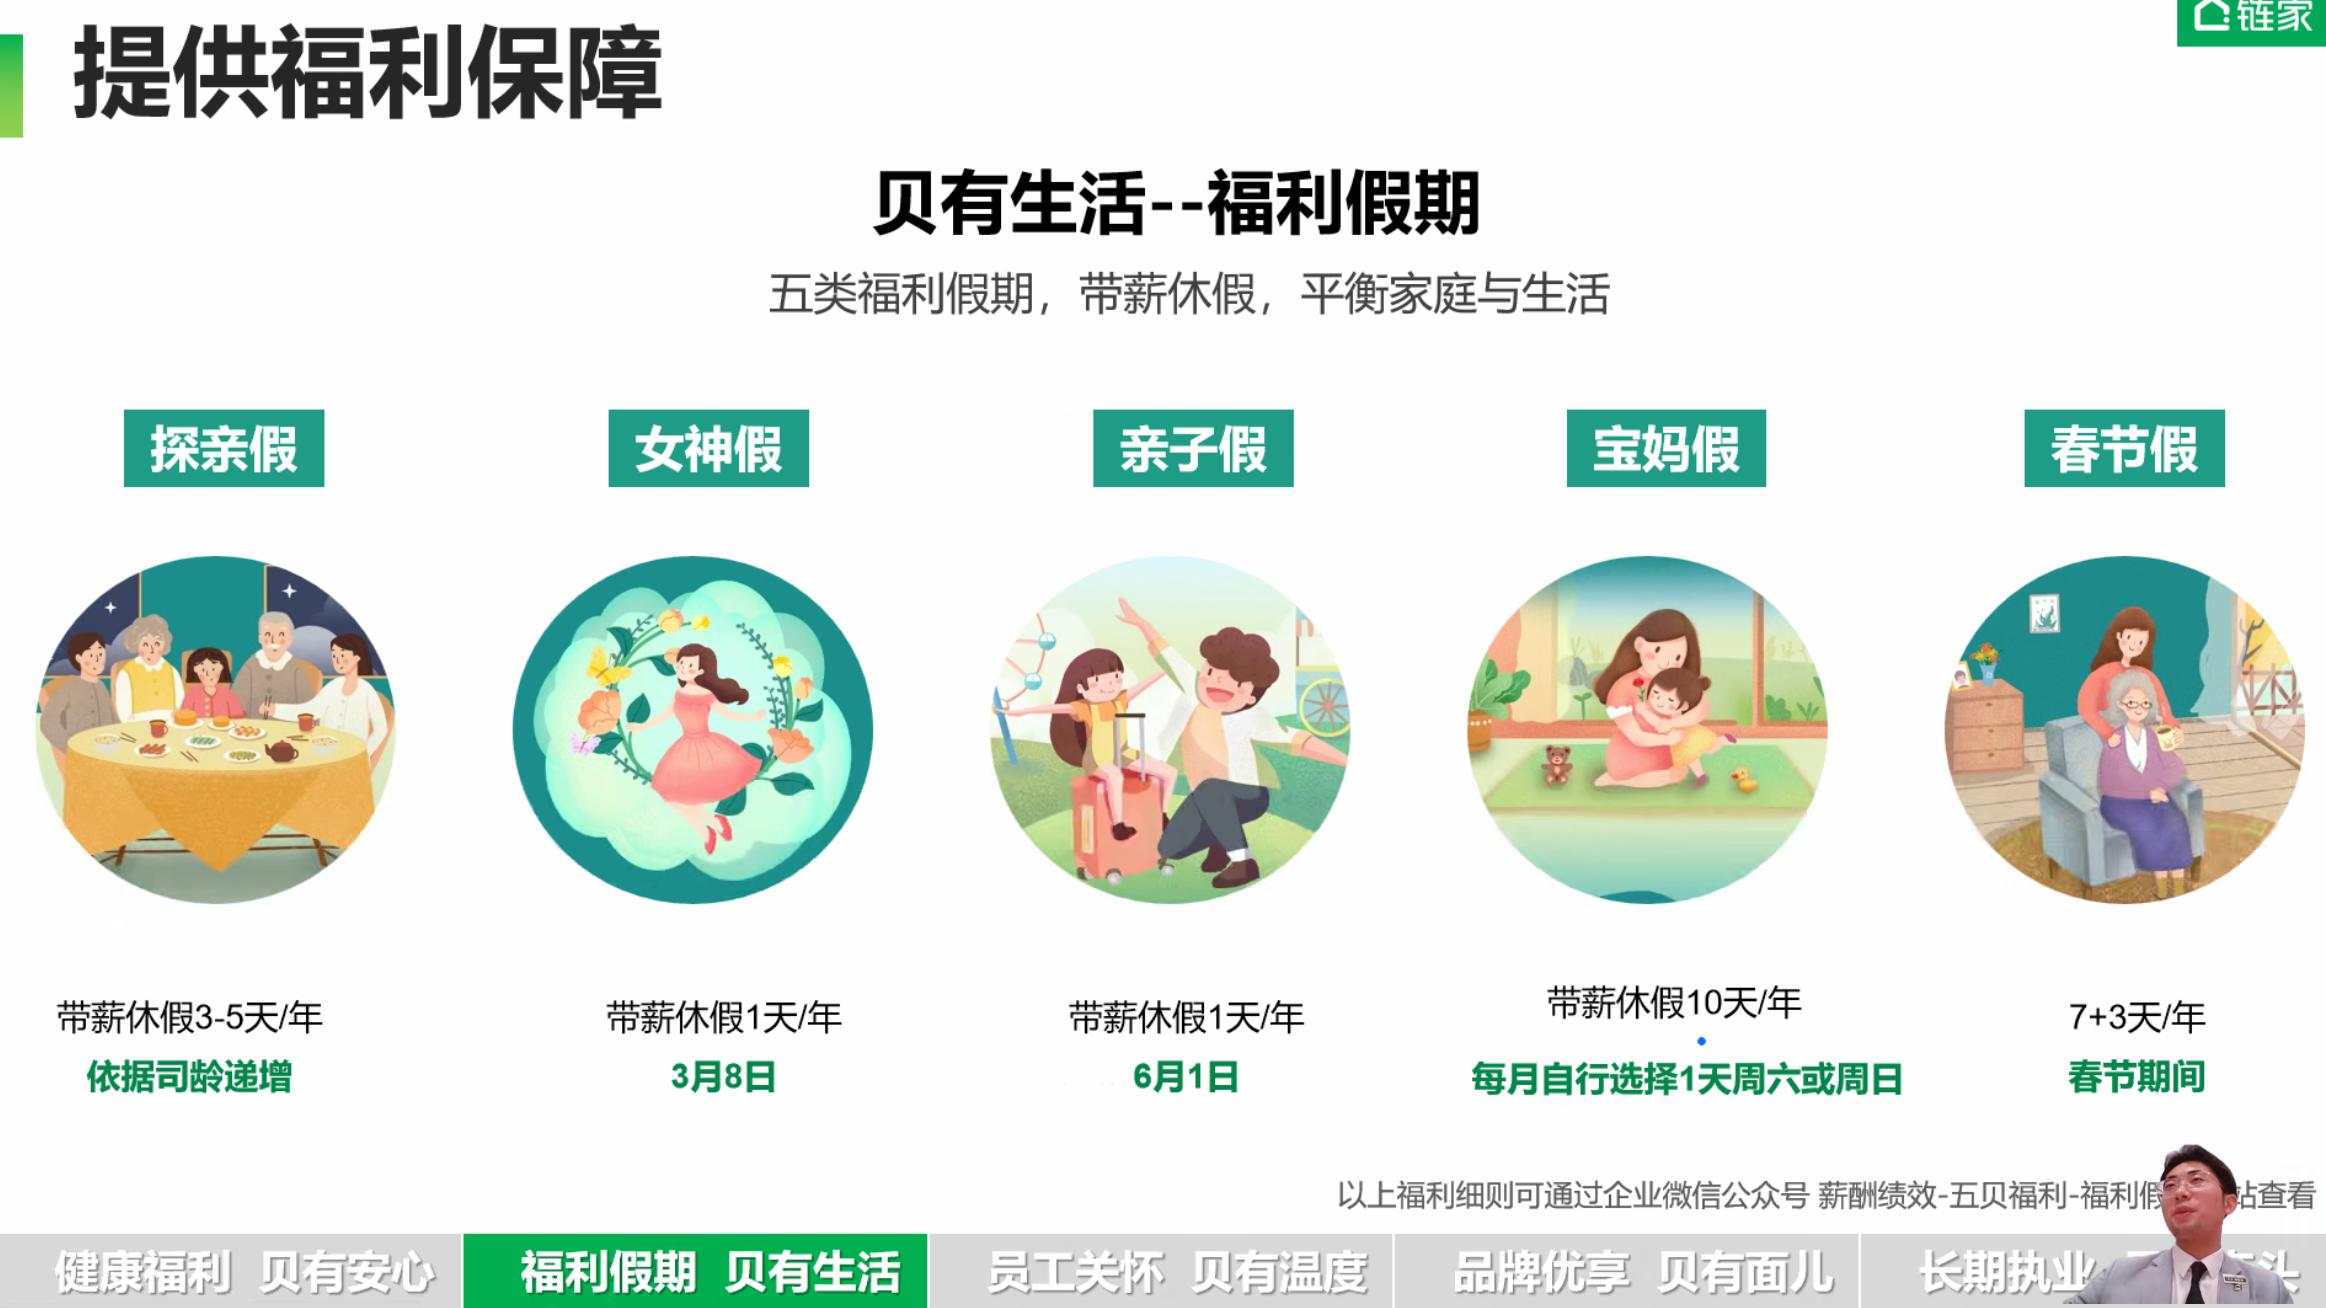 链家
提供福利保障
贝有生活--福利假期
五类福利假期，带薪休假，平衡家庭与生活
探亲假
女神假
亲子假
宝妈假
春节假
带薪休假3-5天/年
依据司龄递增
带薪休假1天/年
3月8日
带薪休假1天/年
6月1日
带薪休假10天/年
每月自行选择1天周六或周日
7+3天/年
春节期间
以上福利细则可通过企业微信公众号 薪酬绩效-五贝福利-福利假 站查看
健康福利 贝有安心
福利假期 贝有生活
员工关怀 贝有温度
品牌优享 贝有面儿
长期执业 头